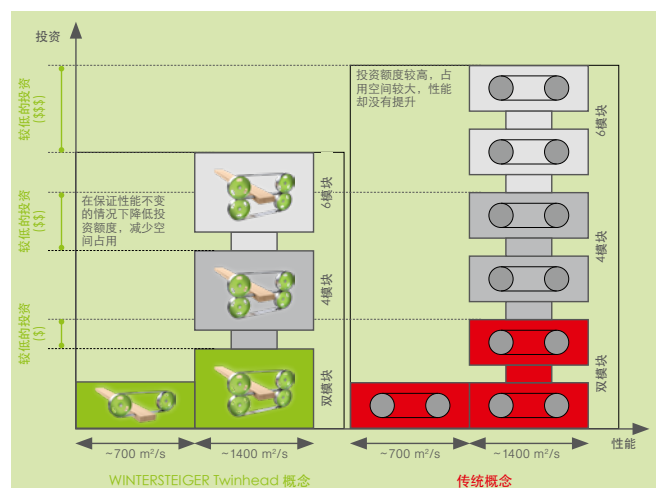 投资
较低的投资
($$$)
较低的投资
($$)
较低的投资
($)
在保证性能不变
的情况下降低投
资额度，减少空
间占用
6模块
4模块
双模块
投资额度较高，占
用空间较大，性能
却没有提升
6模块
4模块
双模块
~700 m²/s
~1400 m²/s
~700 m²/s
~1400 m²/s
性能
WINTERSTEIGER Twinhead 概念
传统概念